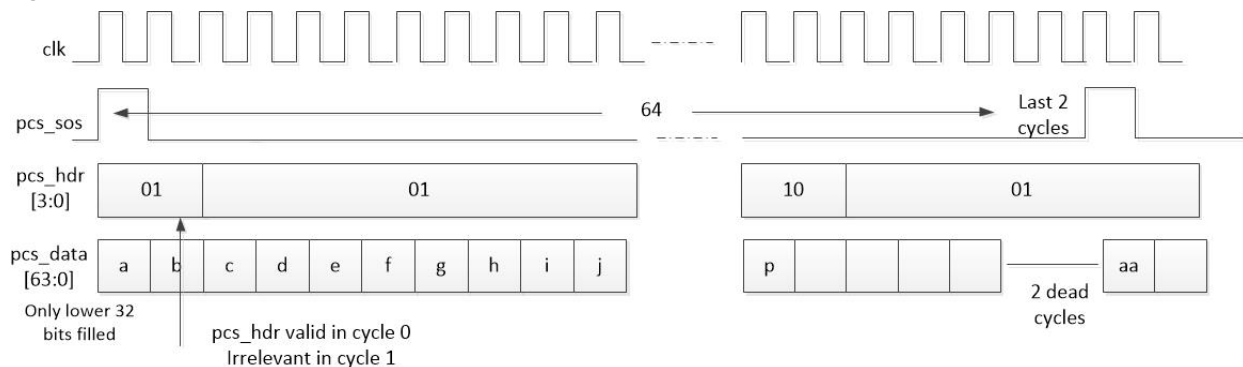 clk
pcs_sos
64
Last 2
cycles
pcs_hdr
[3:0]
01
01
10
01
pcs_data
[63:0]
a b c d e f g h i j
p
aa
Only lower 32
bits filled
2 dead
cycles
pcs_hdr valid in cycle 0
Irrelevant in cycle 1